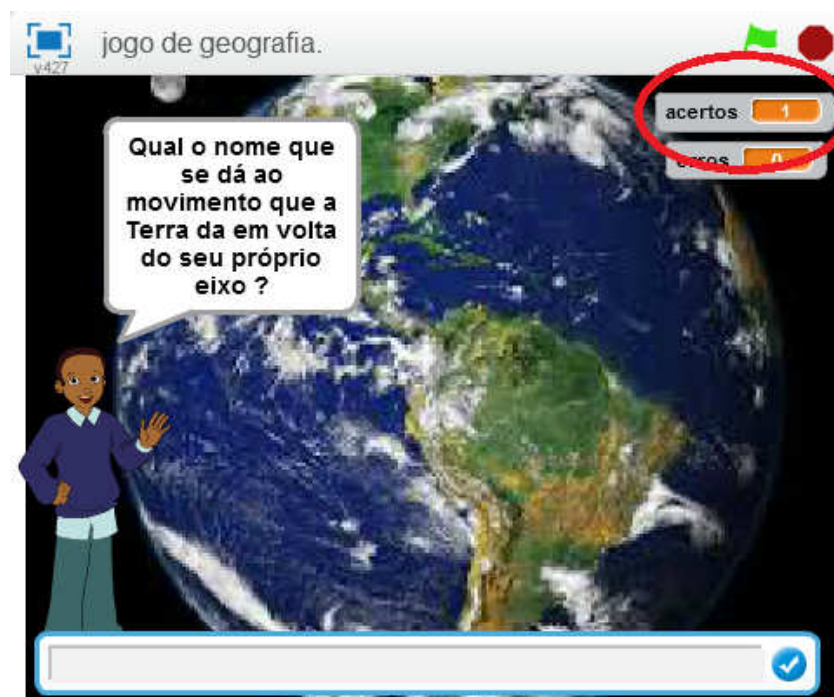 jogo de geografia.
v427
acertos 1
erros 0
Qual o nome que
se dá ao
movimento que a
Terra da em volta
do seu próprio
eixo ?